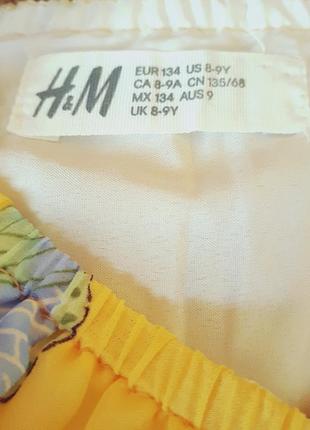 H&M
EUR 134 US 8-9Y
CA 8-9A CN 135/68
MX 134 AUS 9
UK 8-9Y